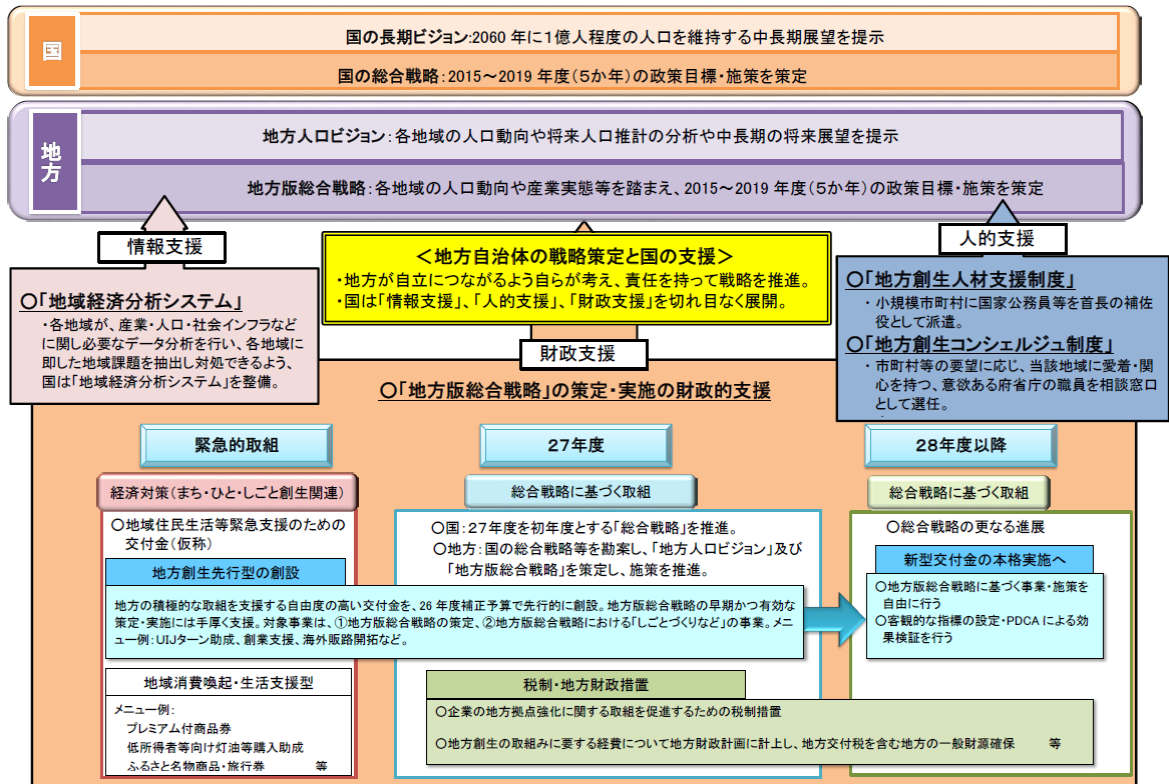 国
国の長期ビジョン:2060 年に1億人程度の人口を維持する中長期展望を提示
国の総合戦略:2015~2019 年度(5か年)の政策目標・施策を策定
地方
地方人口ビジョン:各地域の人口動向や将来人口推計の分析や中長期の将来展望を提示
地方版総合戦略:各地域の人口動向や産業実態等を踏まえ、2015~2019 年度(5か年)の政策目標・施策を策定
情報支援
○「地域経済分析システム」
・各地域が、産業・人口・社会インフラなど
に関し必要なデータ分析を行い、各地域に
即した地域課題を抽出し対処できるよう、
国は「地域経済分析システム」を整備。
<地方自治体の戦略策定と国の支援>
・地方が自立につながるよう自らが考え、責任を持って戦略を推進。
・国は「情報支援」、「人的支援」、「財政支援」を切れ目なく展開。
人的支援
○「地方創生人材支援制度」
・小規模市町村に国家公務員等を首長の補佐
役として派遣。
○「地方創生コンシェルジュ制度」
・市町村等の要望に応じ、当該地域に愛着・関
心を持つ、意欲ある府省庁の職員を相談窓口
として選任。
財政支援
○「地方版総合戦略」の策定・実施の財政的支援
緊急的取組
経済対策(まち・ひと・しごと創生関連)
○地域住民生活等緊急支援のための
交付金(仮称)
地方創生先行型の創設
地方の積極的な取組を支援する自由度の高い交付金を、26 年度補正予算で先行的に創設。地方版総合戦略の早期かつ有効な
策定・実施には手厚く支援。対象事業は、①地方版総合戦略の策定、②地方版総合戦略における「しごとづくりなど」の事業。メニ
ュー例:UIJターン助成、創業支援、海外販路開拓など。
地域消費喚起・生活支援型
メニュー例:
プレミアム付商品券
低所得者等向け灯油等購入助成
ふるさと名物商品・旅行券 等
27年度
総合戦略に基づく取組
○国:27年度を初年度とする「総合戦略」を推進。
○地方:国の総合戦略等を勘案し、「地方人口ビジョン」及び
「地方版総合戦略」を策定し、施策を推進。
税制・地方財政措置
○企業の地方拠点強化に関する取組を促進するための税制措置
○地方創生の取組みに要する経費について地方財政計画に計上し、地方交付税を含む地方の一般財源確保 等
28年度以降
総合戦略に基づく取組
○総合戦略の更なる進展
新型交付金の本格実施へ
○地方版総合戦略に基づく事業・施策を
自由に行う
○客観的な指標の設定・PDCA による効
果検証を行う